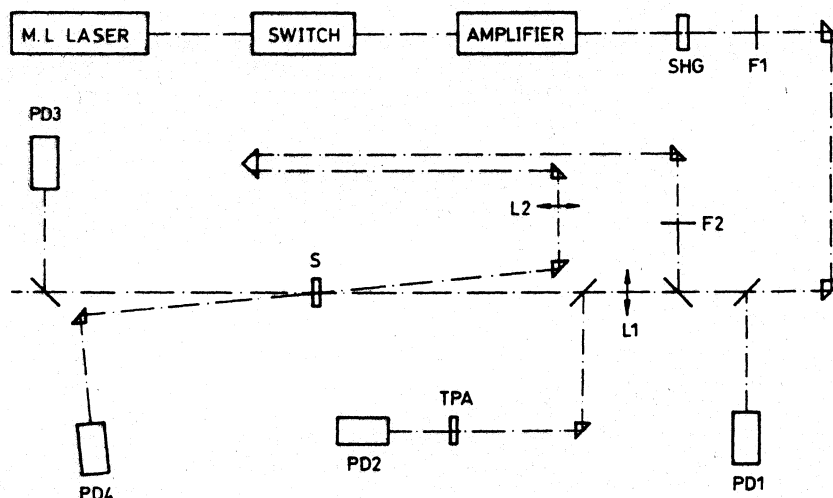 M.L LASER
SWITCH
AMPLIFIER
SHG
F1
PD3
L2
F2
S
L1
TPA
PD2
PD1
PD4